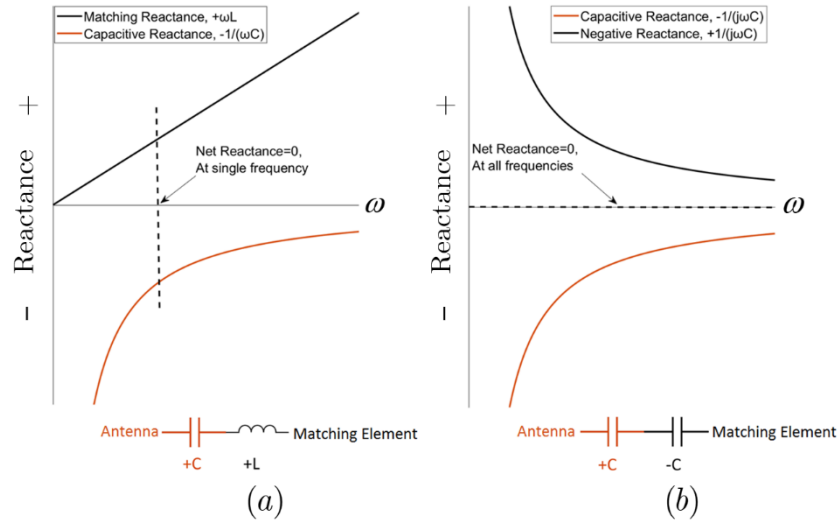 Matching Reactance, +ωL
Capacitive Reactance, -1/(ωC)
+
Reactance
−
Net Reactance=0,
At single frequency
ω
Antenna
Matching Element
+C
+L
(a)
Capacitive Reactance, -1/(jωC)
Negative Reactance, +1/(jωC)
+
Reactance
−
Net Reactance=0,
At all frequencies
ω
Antenna
Matching Element
+C
-C
(b)